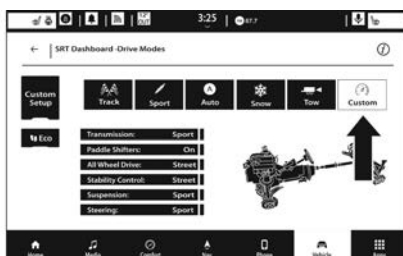 3:25
67.7
SRT Dashboard -Drive Modes
Custom
Setup
Track
Sport
Auto
Snow
Tow
Custom
Eco
Transmission: Sport
Paddle Shifters: On
All Wheel Drive: Street
Stability Control: Street
Suspension: Sport
Steering: Sport
Home
Media
Comfort
Nav
Phone
Vehicle
Apps